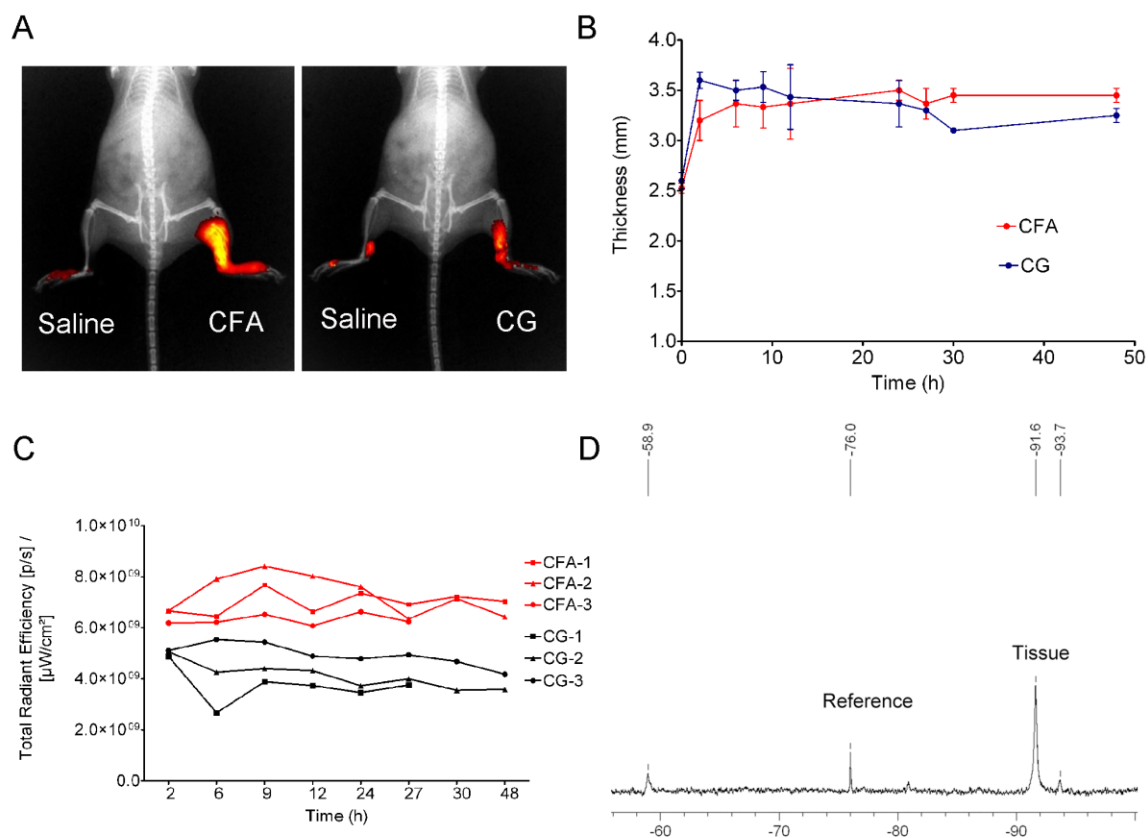 A
Saline
CFA
Saline
CG
B
Thickness (mm)
4.0
3.5
3.0
2.5
2.0
1.5
1.0
0
10
20
30
40
50
Time (h)
CFA
CG
C
Total Radiant Efficiency [p/s] /
[µW/cm²]
1.0×10¹⁰
8.0×10⁰⁹
6.0×10⁰⁹
4.0×10⁰⁹
2.0×10⁰⁹
0.0
2
6
9
12
24
27
30
48
Time (h)
CFA-1
CFA-2
CFA-3
CG-1
CG-2
CG-3
D
-58.9
-76.0
-91.6
-93.7
Reference
Tissue
-60
-70
-80
-90